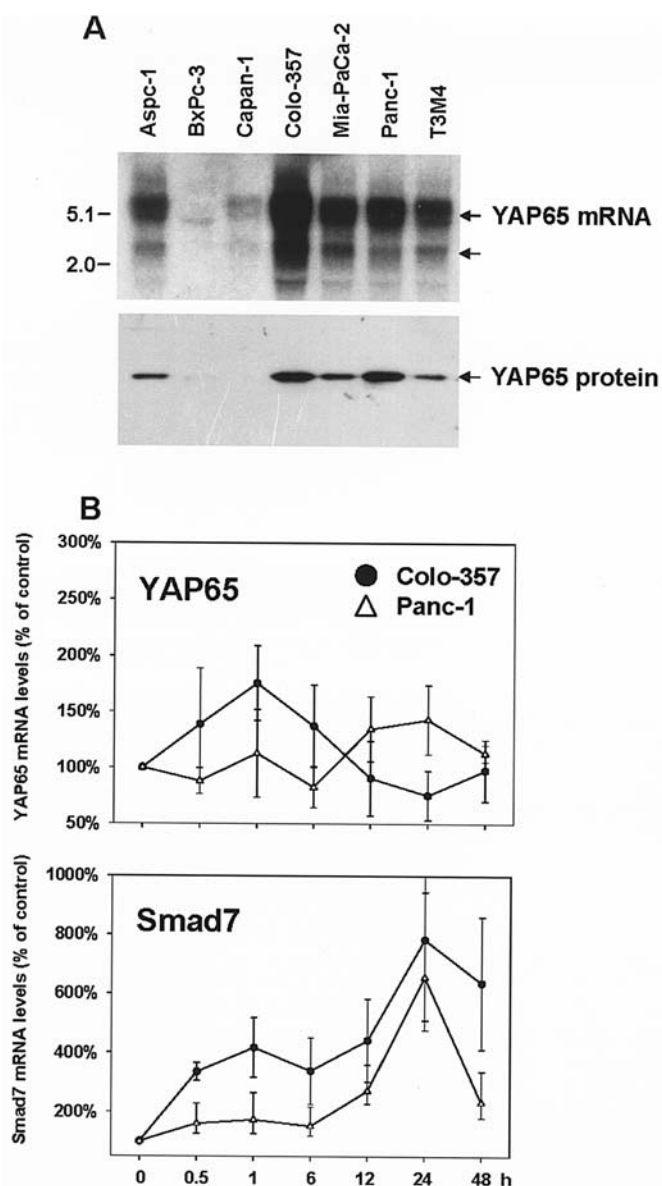 A
Aspc-1 BxPc-3 Capan-1 Colo-357 Mia-PaCa-2 Panc-1 T3M4
5.1 YAP65 mRNA
2.0
YAP65 protein
B
YAP65 mRNA levels (% of control)
300%
250%
200%
150%
100%
50%
YAP65
Colo-357
Panc-1
Smad7 mRNA levels (% of control)
1000%
800%
600%
400%
200%
Smad7
0 0.5 1 6 12 24 48 h